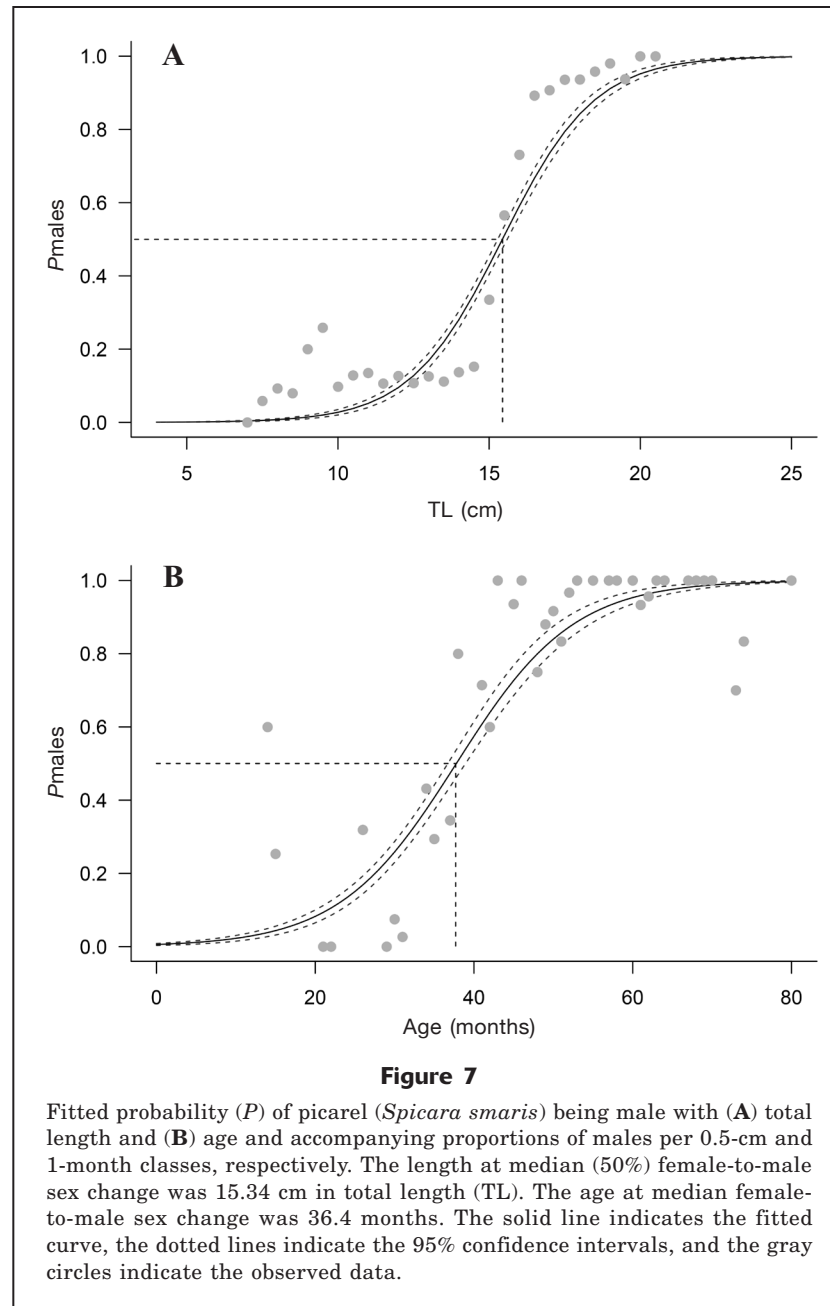 A
1.0
0.8
0.6
0.4
0.2
0.0
Pmales
5 10 15 20 25
TL (cm)
B
1.0
0.8
0.6
0.4
0.2
0.0
Pmales
0 20 40 60 80
Age (months)
Figure 7
Fitted probability (P) of picarel (Spicara smaris) being male with (A) total
length and (B) age and accompanying proportions of males per 0.5-cm and
1-month classes, respectively. The length at median (50%) female-to-male
sex change was 15.34 cm in total length (TL). The age at median female-
to-male sex change was 36.4 months. The solid line indicates the fitted
curve, the dotted lines indicate the 95% confidence intervals, and the gray
circles indicate the observed data.